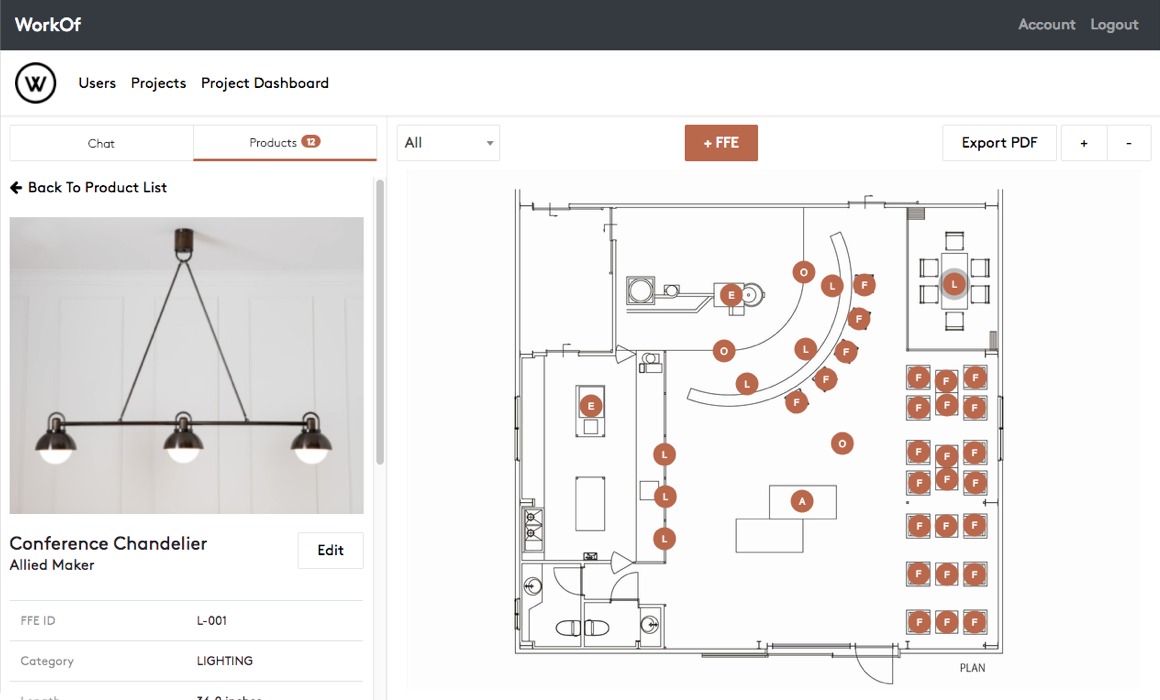 WorkOf
Account Logout
W
Users Projects Project Dashboard
Chat
Products 12
All
+ FFE
Export PDF
+
-
Back To Product List
Conference Chandelier
Allied Maker
Edit
FFE ID L-001
Category LIGHTING
Length 36.0 inches
O
L
F
L
E
F
O
L
F
L
F
F
E
O
L
L
A
L
F F F
F F F
F F F
F F F
F F F
F F F
F F F
PLAN